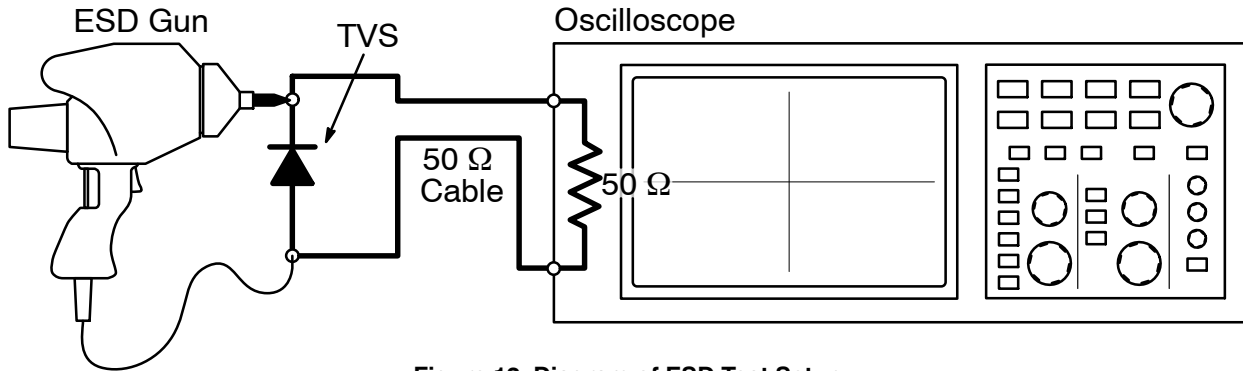 ESD Gun
TVS
Oscilloscope
50 Ω
Cable
50 Ω